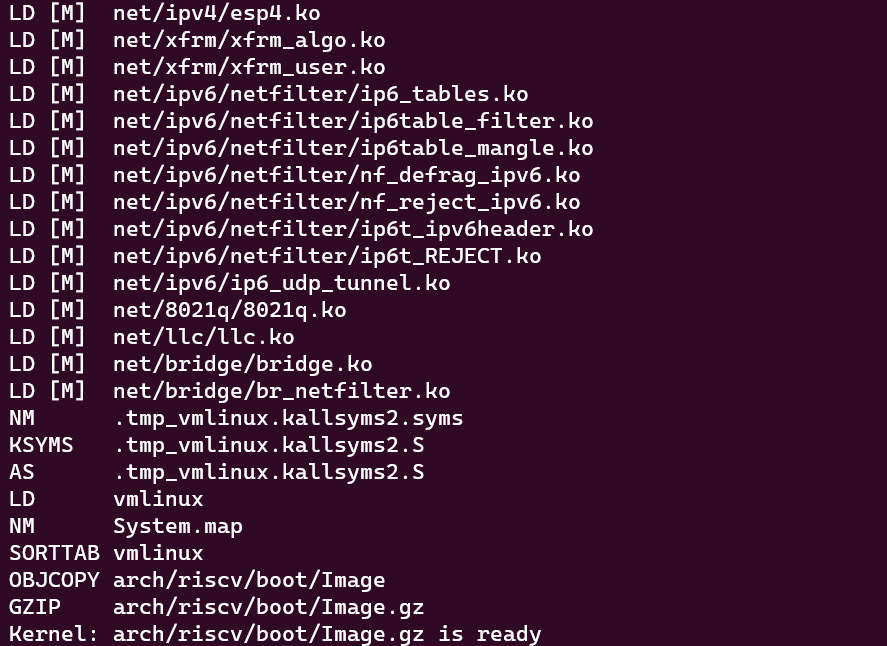 LD [M]  net/ipv4/esp4.ko
LD [M]  net/xfrm/xfrm_algo.ko
LD [M]  net/xfrm/xfrm_user.ko
LD [M]  net/ipv6/netfilter/ip6_tables.ko
LD [M]  net/ipv6/netfilter/ip6table_filter.ko
LD [M]  net/ipv6/netfilter/ip6table_mangle.ko
LD [M]  net/ipv6/netfilter/nf_defrag_ipv6.ko
LD [M]  net/ipv6/netfilter/nf_reject_ipv6.ko
LD [M]  net/ipv6/netfilter/ip6t_ipv6header.ko
LD [M]  net/ipv6/netfilter/ip6t_REJECT.ko
LD [M]  net/ipv6/ip6_udp_tunnel.ko
LD [M]  net/8021q/8021q.ko
LD [M]  net/llc/llc.ko
LD [M]  net/bridge/bridge.ko
LD [M]  net/bridge/br_netfilter.ko
NM      .tmp_vmlinux.kallsyms2.syms
KSYMS   .tmp_vmlinux.kallsyms2.S
AS      .tmp_vmlinux.kallsyms2.S
LD      vmlinux
NM      System.map
SORTTAB vmlinux
OBJCOPY arch/riscv/boot/Image
GZIP    arch/riscv/boot/Image.gz
Kernel: arch/riscv/boot/Image.gz is ready